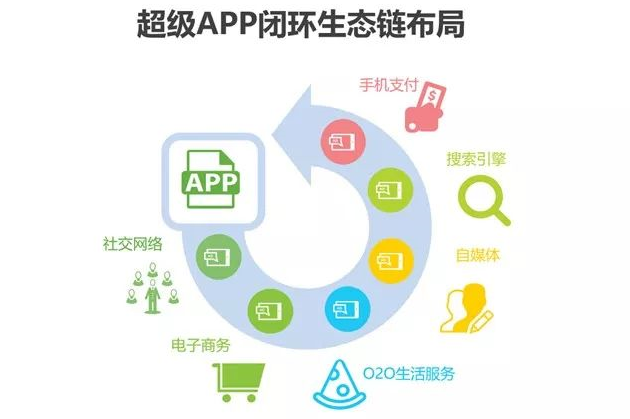 超级APP闭环生态链布局
手机支付
搜索引擎
APP
自媒体
社交网络
电子商务
O2O生活服务